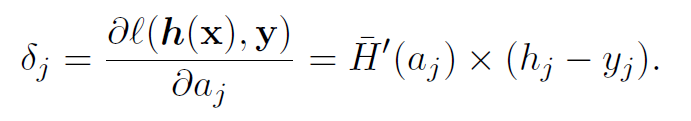 δ_j = ∂ℓ(h(x), y) / ∂a_j = H̄′(a_j) × (h_j − y_j).